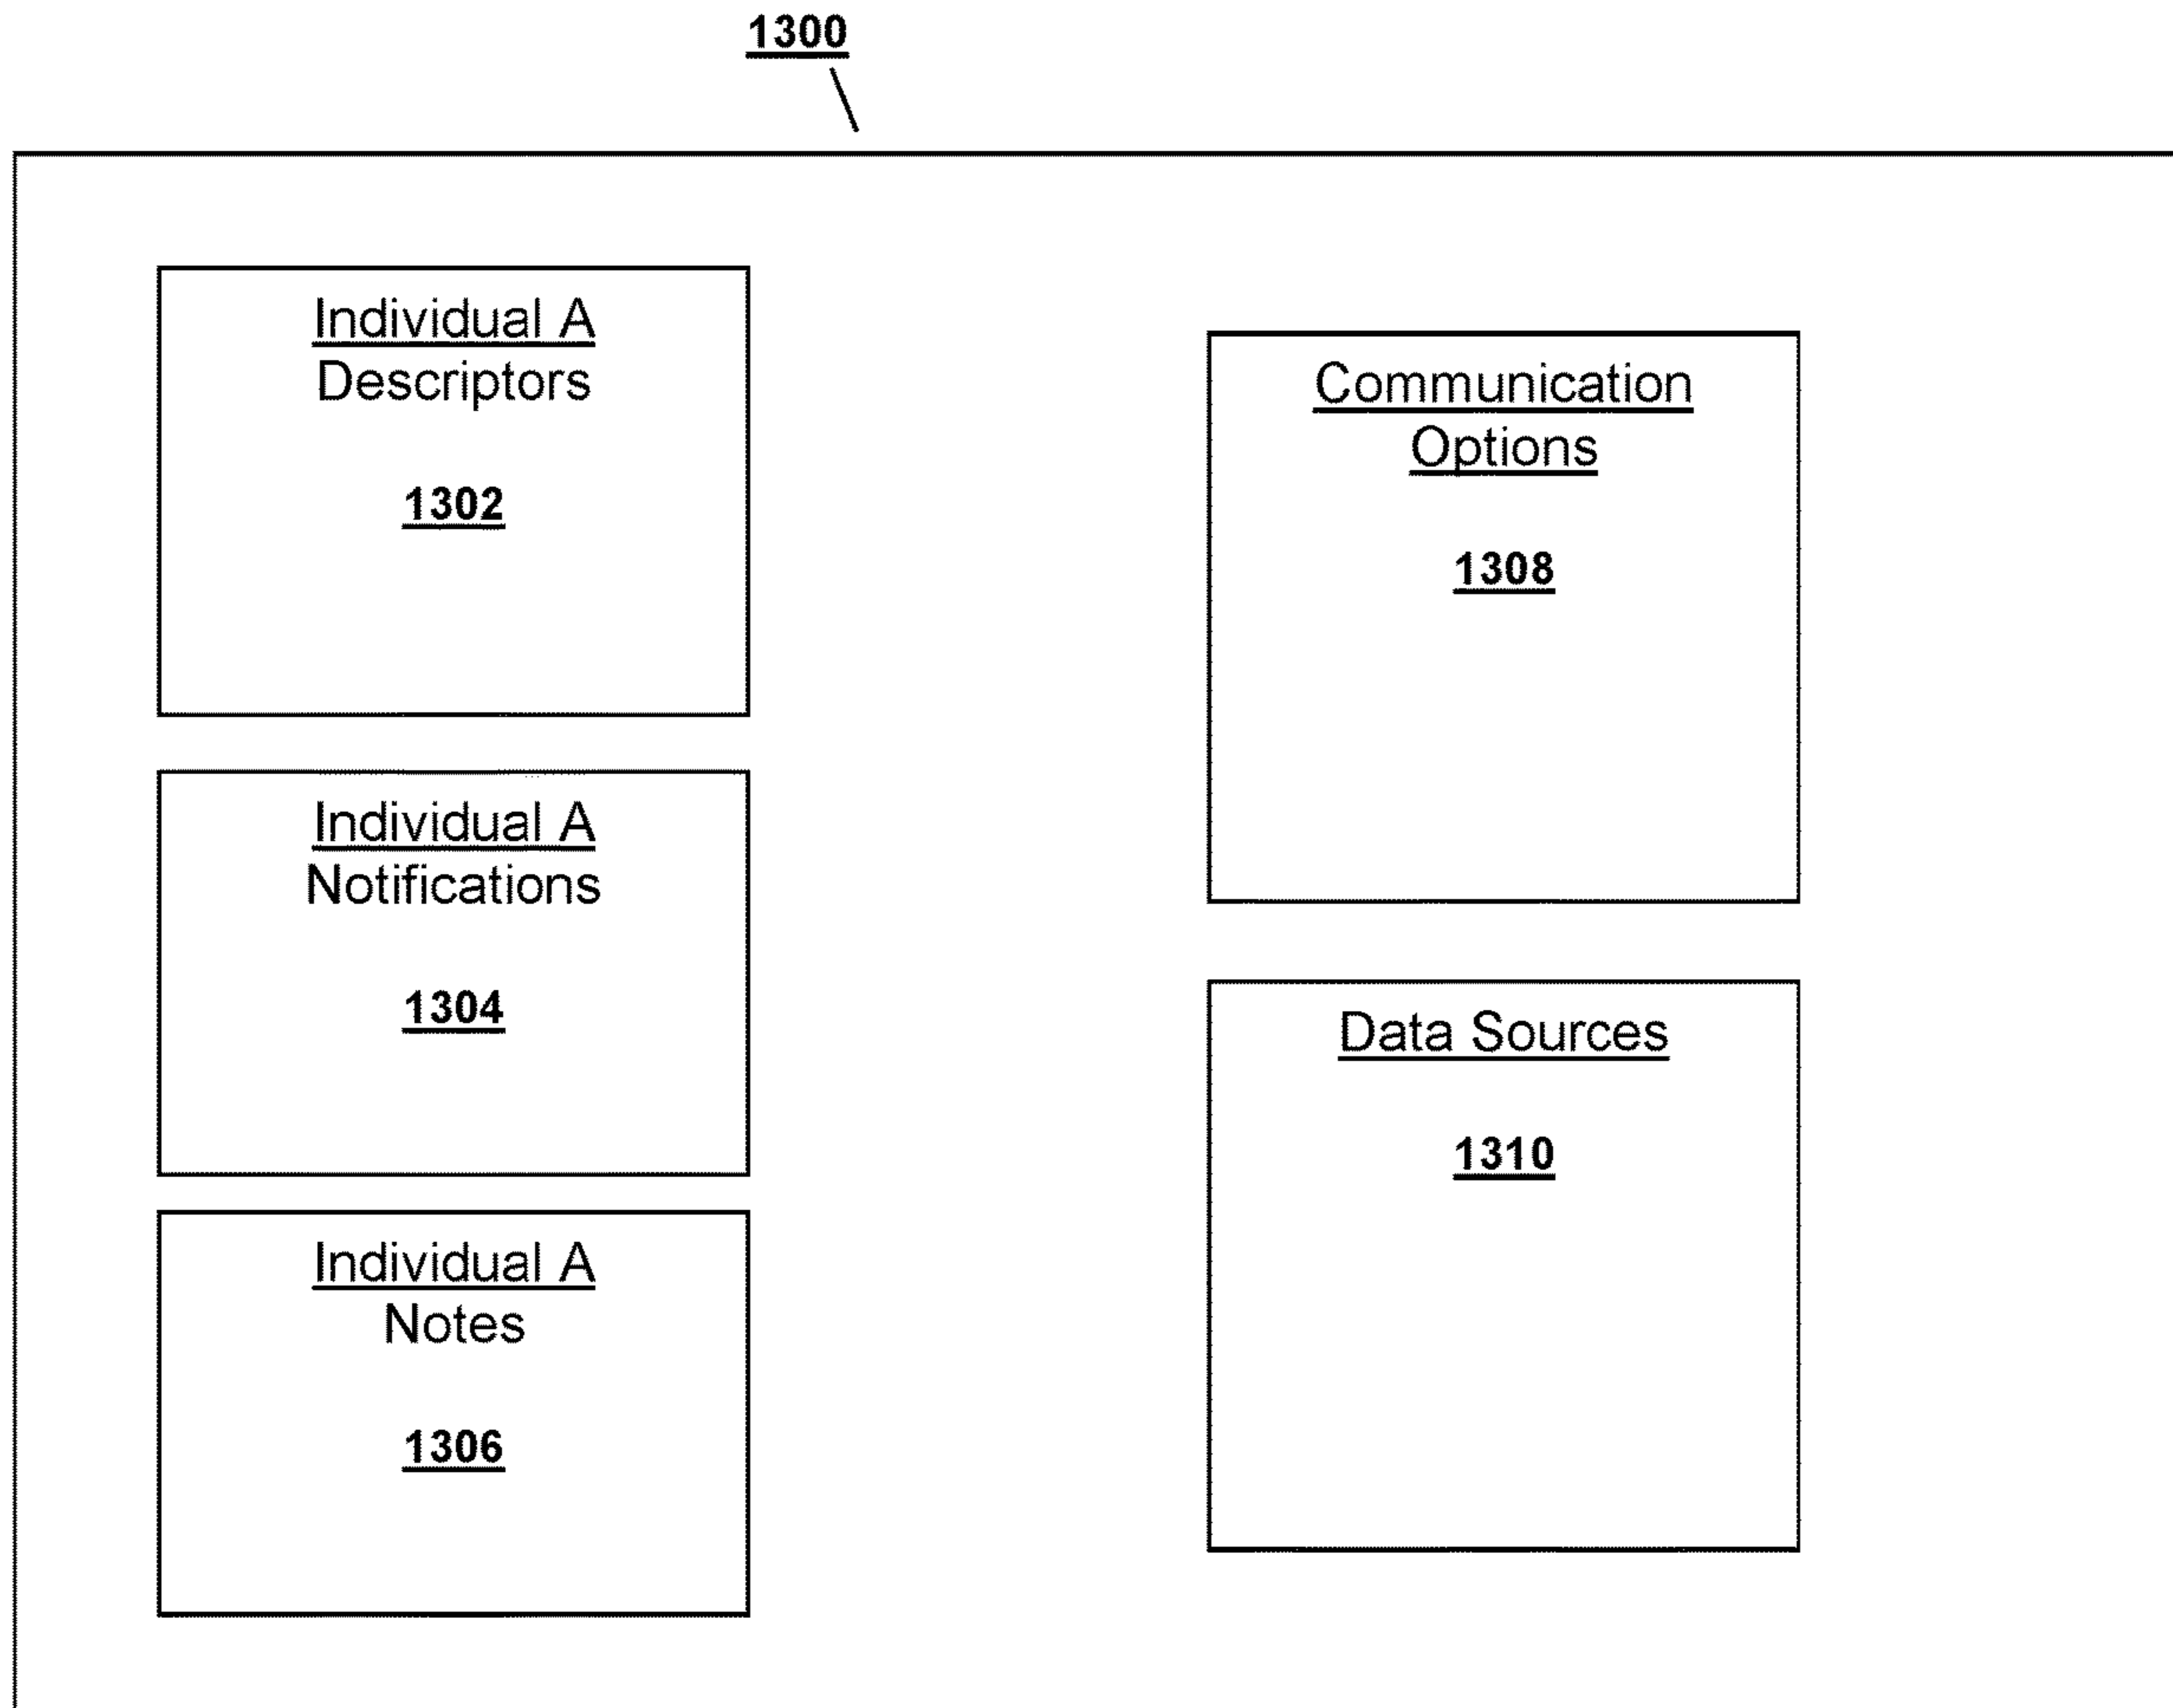 1300
Individual A
Descriptors
1302
Individual A
Notifications
1304
Individual A
Notes
1306
Communication
Options
1308
Data Sources
1310